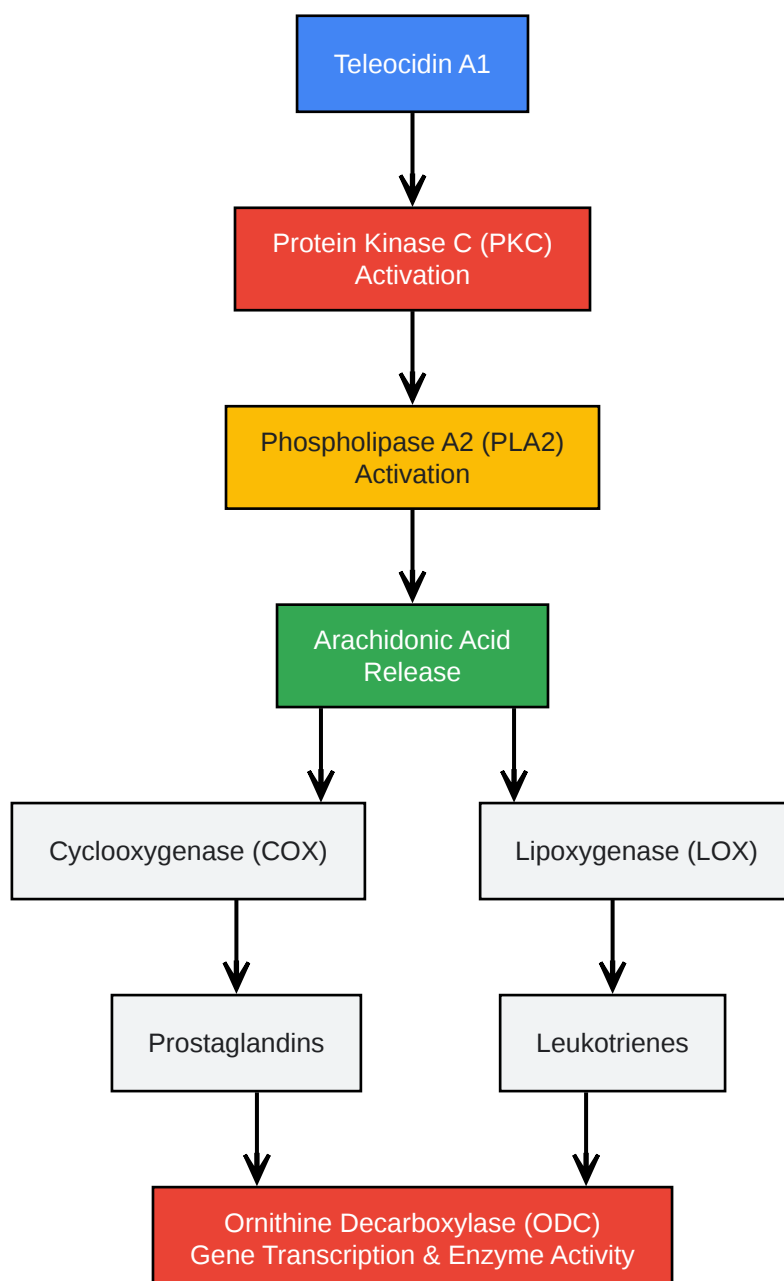 Teleocidin A1
Protein Kinase C (PKC)
Activation
Phospholipase A2 (PLA2)
Activation
Arachidonic Acid
Release
Cyclooxygenase (COX)
Lipoxygenase (LOX)
Prostaglandins
Leukotrienes
Ornithine Decarboxylase (ODC)
Gene Transcription & Enzyme Activity